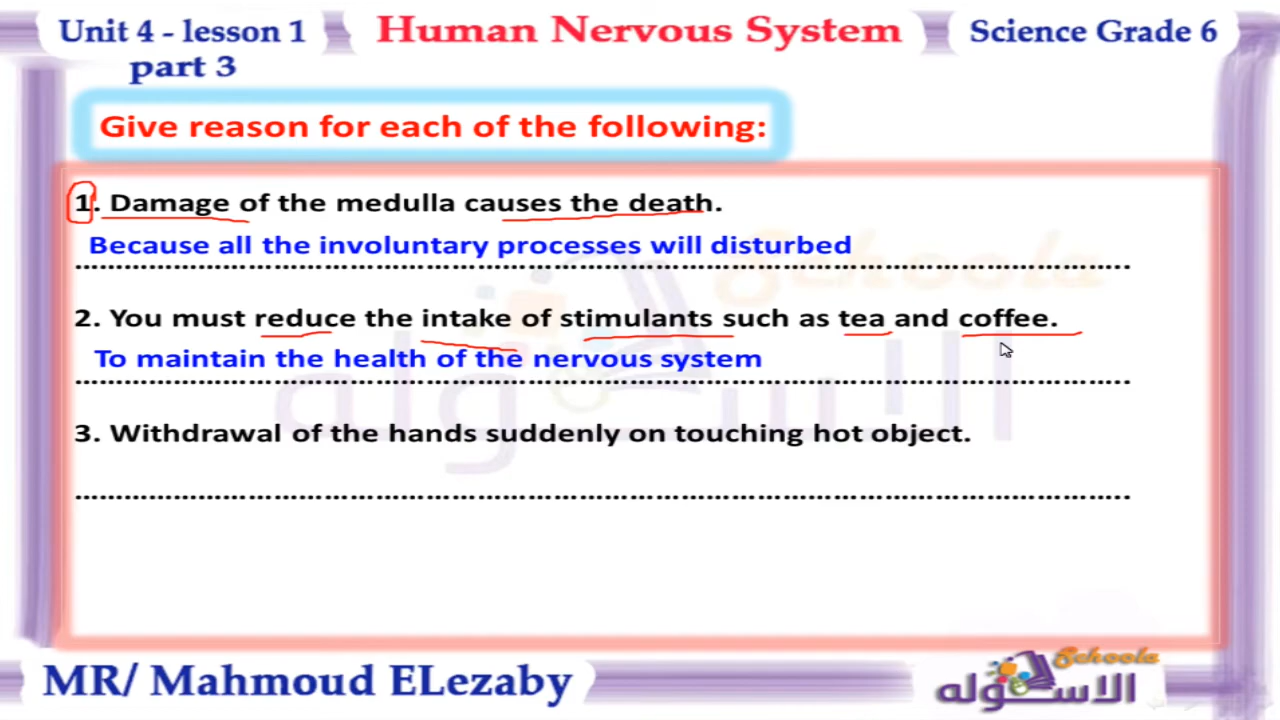 Unit 4 - lesson 1
part 3
Human Nervous System
Science Grade 6
Give reason for each of the following:
1. Damage of the medulla causes the death.
Because all the involuntary processes will disturbed
2. You must reduce the intake of stimulants such as tea and coffee.
To maintain the health of the nervous system
3. Withdrawal of the hands suddenly on touching hot object.
MR/ Mahmoud ELezaby
Schoola
الاسكوله